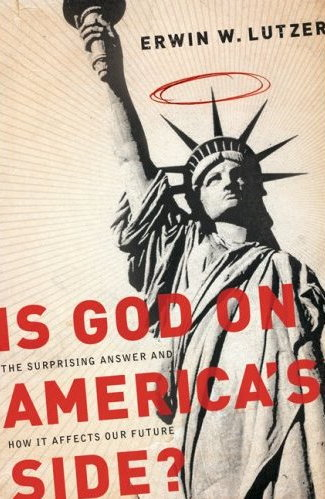 ERWIN W. LUTZER
IS GOD ON
THE SURPRISING ANSWER AND
AMERICA'S
HOW IT AFFECTS OUR FUTURE
SIDE?